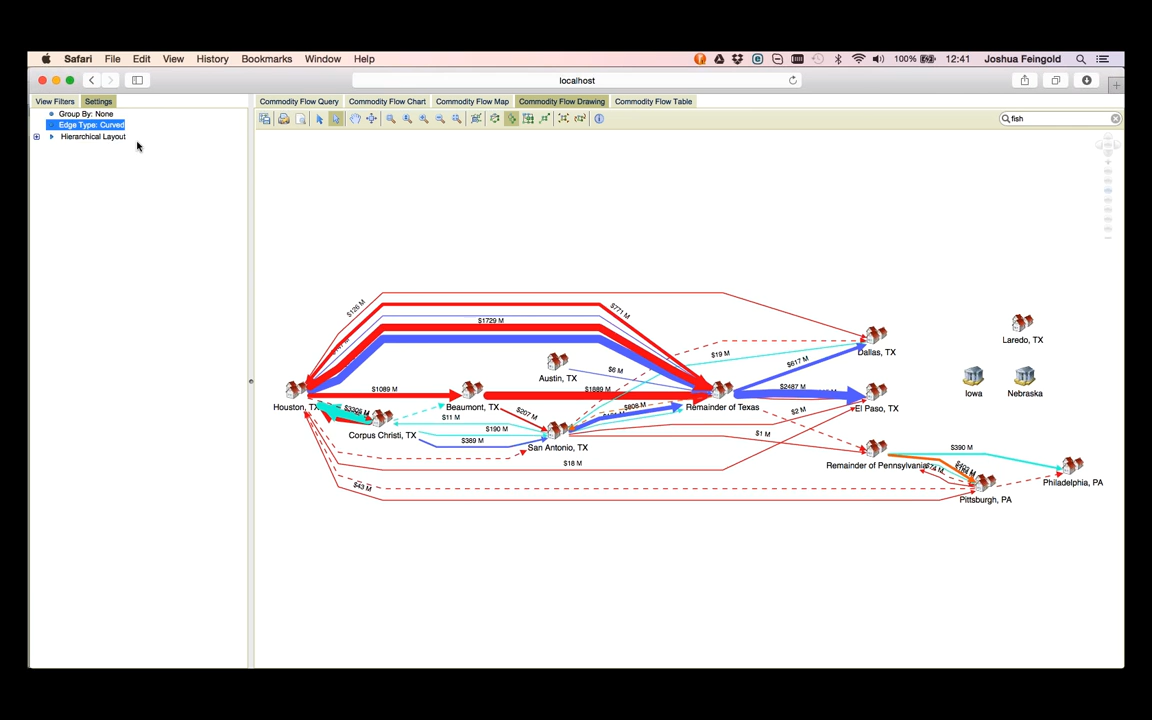 Safari File Edit View History Bookmarks Window Help 100% 12:41 Joshua Feingold
localhost
View Filters Settings Commodity Flow Query Commodity Flow Chart Commodity Flow Map Commodity Flow Drawing Commodity Flow Table
Group By: None
Edge Type: Curved
Hierarchical Layout
fish
$126 M
$771 M
$1729 M
Laredo, TX
Dallas, TX
$19 M
$617 M
Austin, TX
$6 M
Iowa
Nebraska
$1089 M
$1889 M
$2487 M
Houston, TX
Beaumont, TX
Remainder of Texas
El Paso, TX
$3306 M
$207 M
$808 M
$2 M
$11 M
Corpus Christi, TX
$190 M
$389 M
San Antonio, TX
$1 M
$390 M
$18 M
Remainder of Pennsylvania
$74 M
Philadelphia, PA
$43 M
Pittsburgh, PA